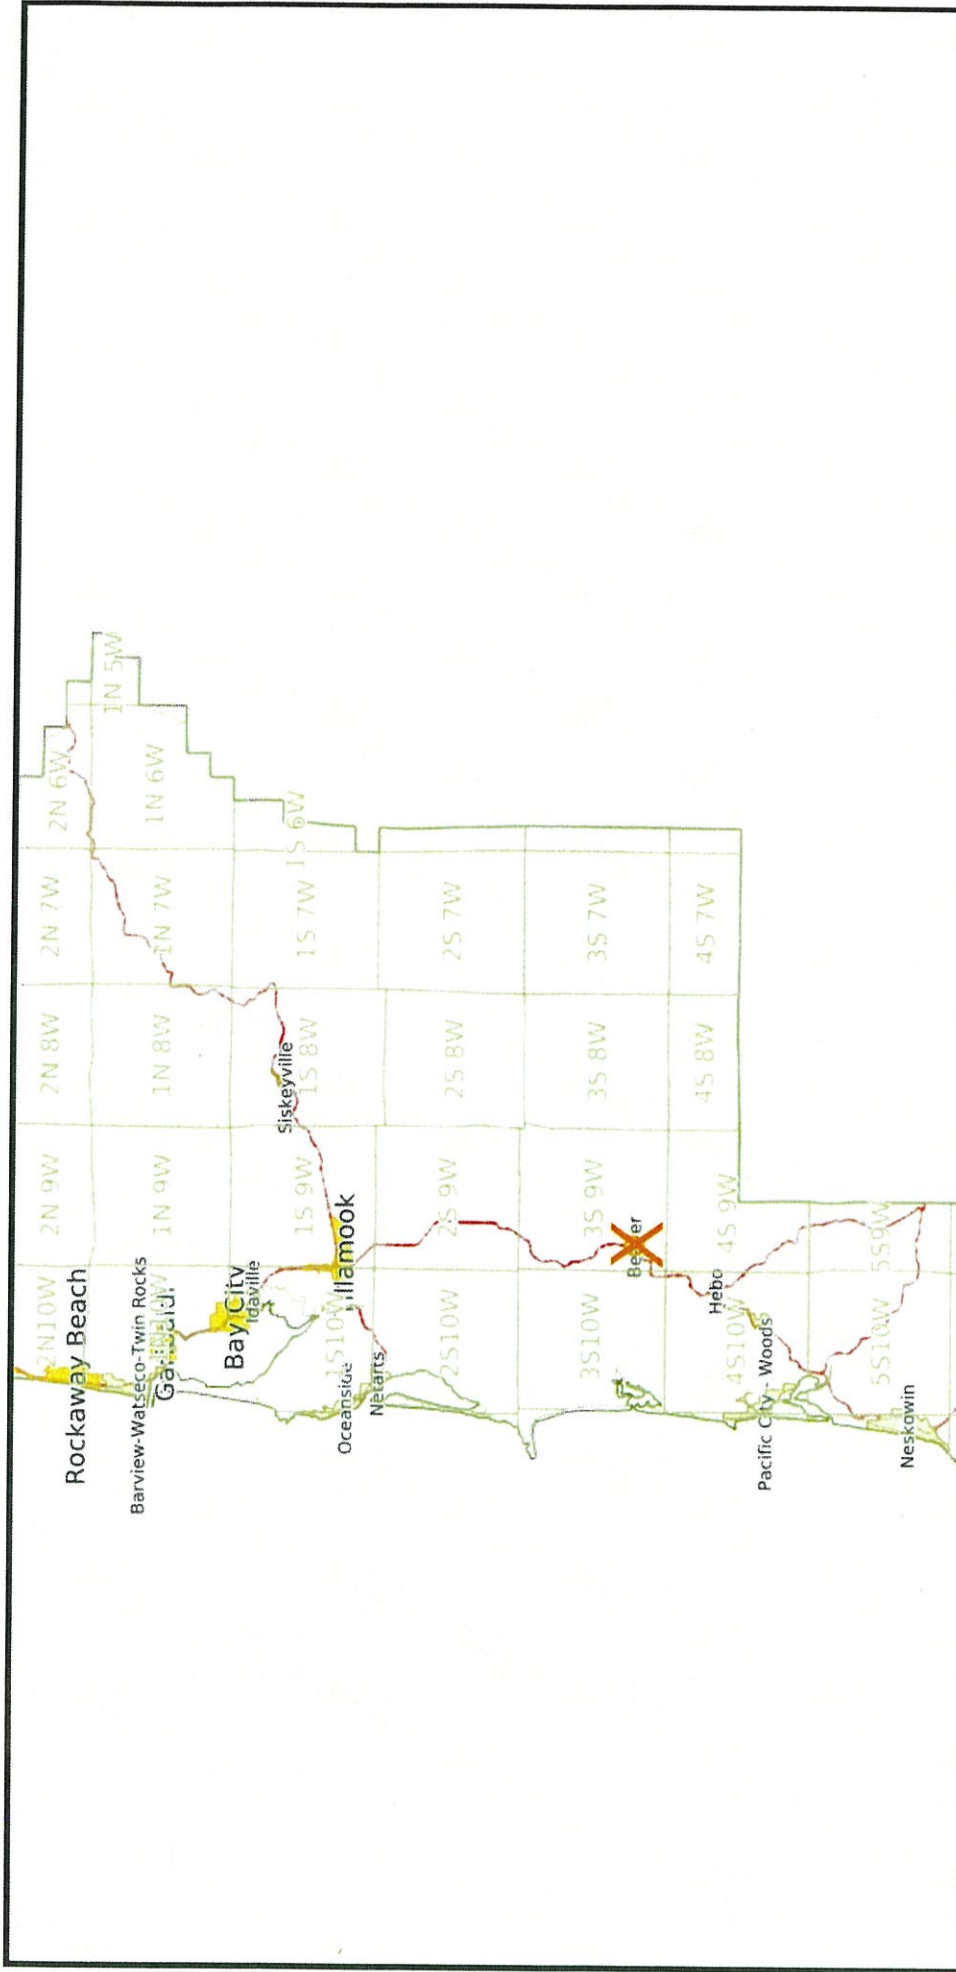 2N10W
2N 9W
2N 8W
2N 7W
2N 6W
Rockaway Beach
1N 5W
Barview-Watseco-Twin Rocks
1N 9W
1N 8W
1N 7W
1N 6W
Bay City
Idaville
Siskeyville
1S10W
1S 9W
1S 8W
1S 7W
1S 6W
Oceanside
Netarts
2S10W
2S 9W
2S 8W
2S 7W
3S10W
3S 9W
3S 8W
3S 7W
Hebo
4S10W
4S 9W
4S 8W
4S 7W
Pacific City - Woods
5S10W
5S9W
Neskowin